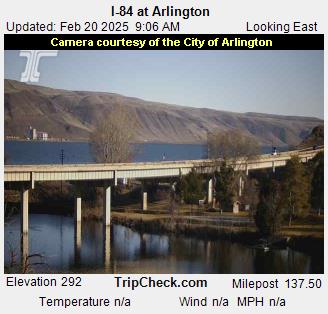 I-84 at Arlington
Updated: Feb 20 2025 9:06 AM Looking East
Camera courtesy of the City of Arlington
Elevation 292 TripCheck.com Milepost 137.50
Temperature n/a Wind n/a MPH n/a